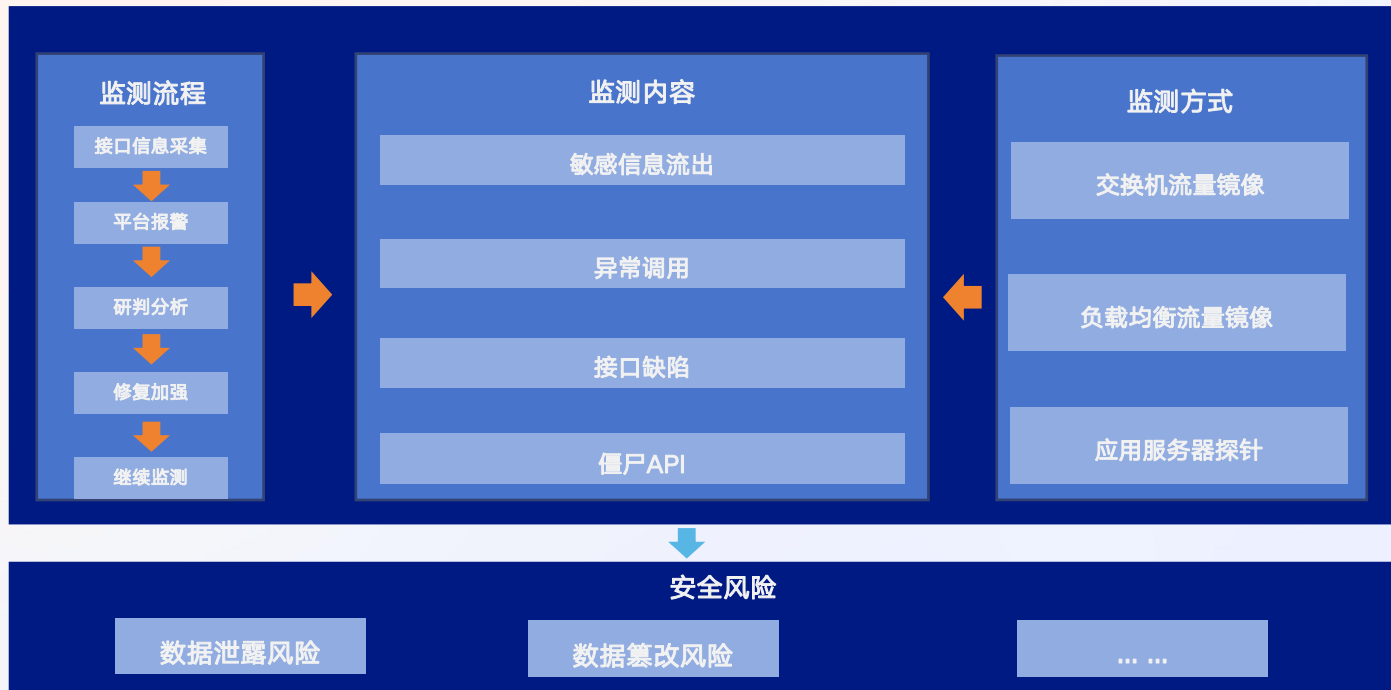 监测流程
接口信息采集
平台报警
研判分析
修复加强
继续监测
监测内容
敏感信息流出
异常调用
接口缺陷
僵尸API
监测方式
交换机流量镜像
负载均衡流量镜像
应用服务器探针
安全风险
数据泄露风险
数据篡改风险
... ...